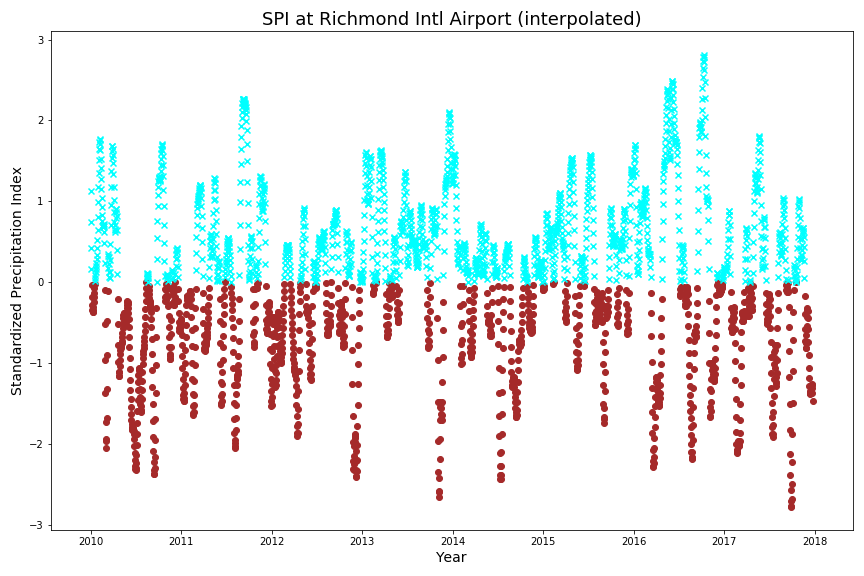 SPI at Richmond Intl Airport (interpolated)
Standardized Precipitation Index
3
2
1
0
−1
−2
−3
2010 2011 2012 2013 2014 2015 2016 2017 2018
Year